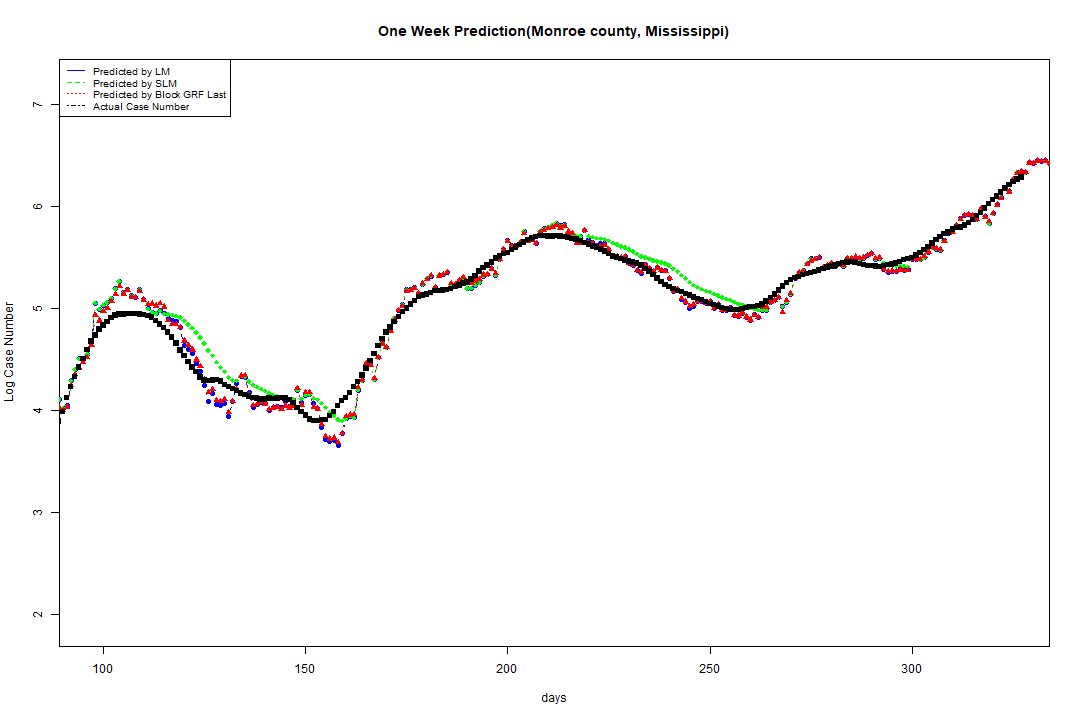 One Week Prediction(Monroe county, Mississippi)
Predicted by LM
Predicted by SLM
Predicted by Block GRF Last
Actual Case Number
7
6
5
4
3
2
Log Case Number
100 150 200 250 300
days